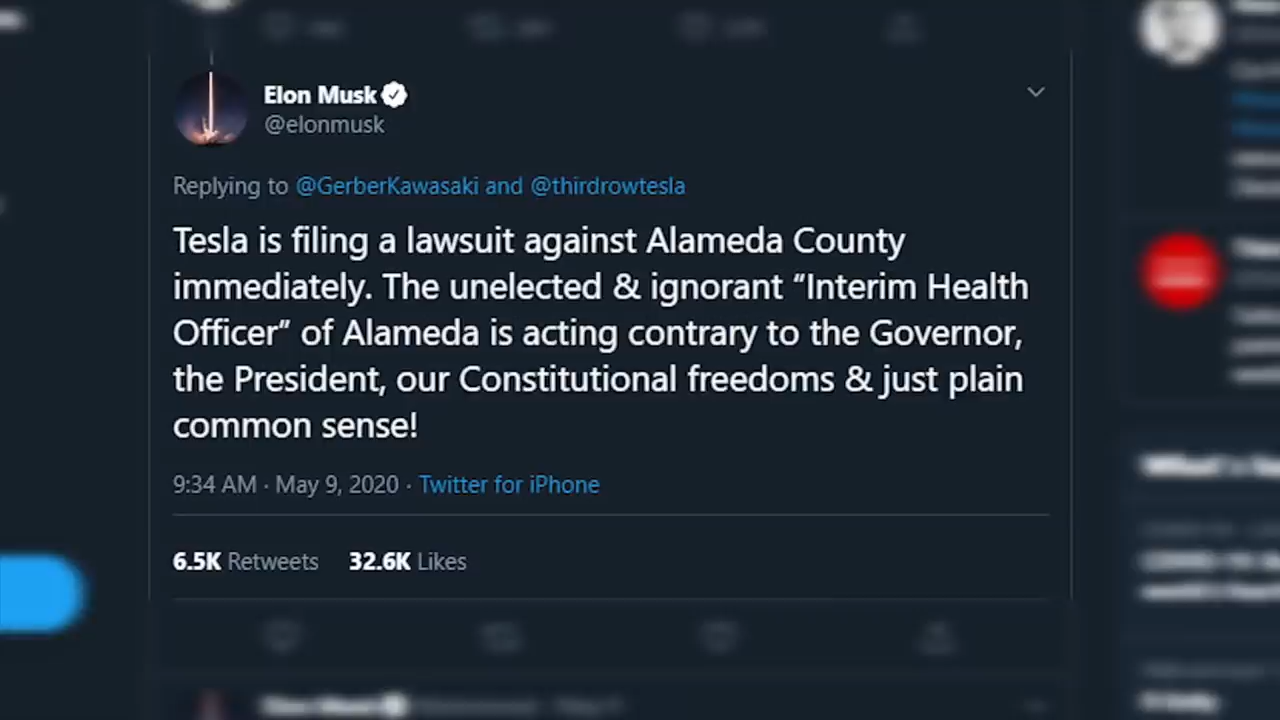 Elon Musk
@elonmusk
Replying to @GerberKawasaki and @thirdrowtesla
Tesla is filing a lawsuit against Alameda County
immediately. The unelected & ignorant “Interim Health
Officer” of Alameda is acting contrary to the Governor,
the President, our Constitutional freedoms & just plain
common sense!
9:34 AM · May 9, 2020 · Twitter for iPhone
6.5K Retweets 32.6K Likes
Elon Musk